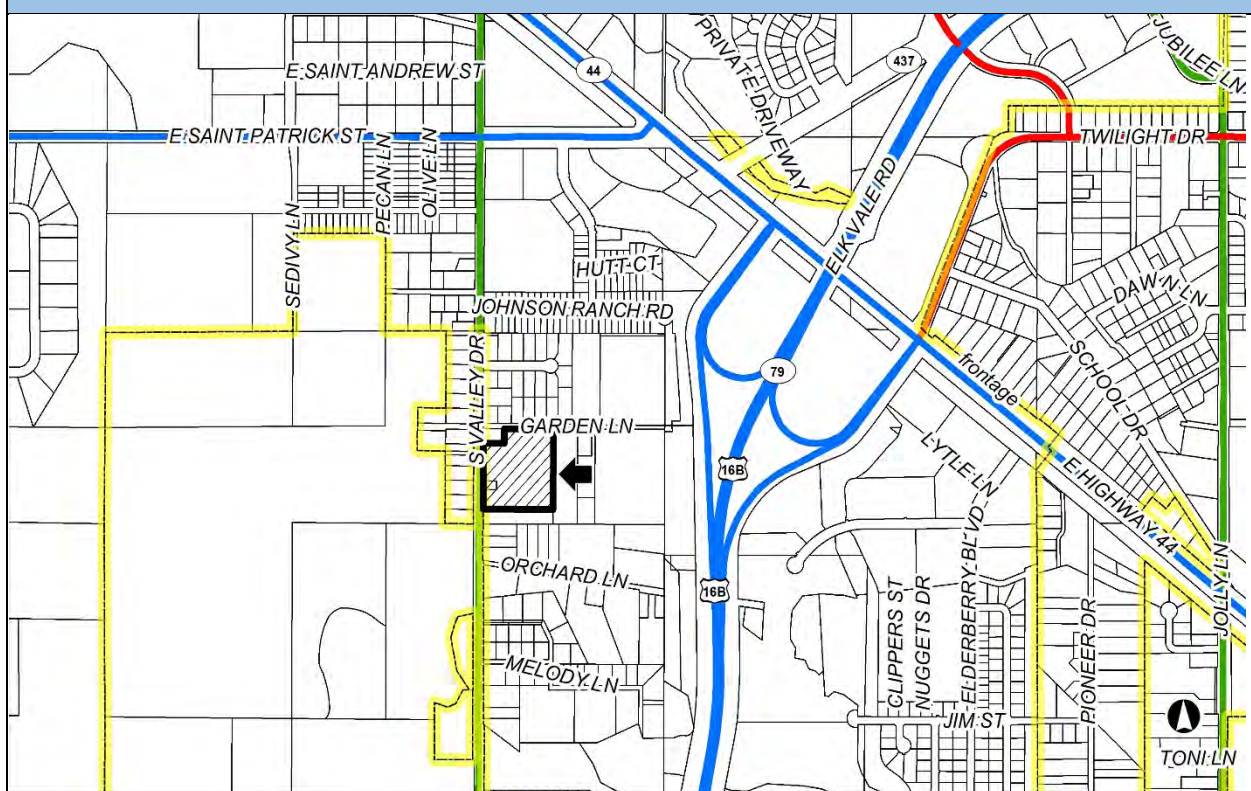 JUBILEE LN
PRIVATE DRIVEWAY
437
E SAINT ANDREW ST
44
E SAINT PATRICK ST
TWILIGHT DR
PECAN LN
OLIVE LN
ELK VALE RD
SEDIVY LN
HUTT CT
DAWN LN
JOHNSON RANCH RD
SCHOOL DR
frontage
79
S VALLEY DR
GARDEN LN
LYTLE LN
16B
E HIGHWAY 44
ORCHARD LN
16B
CLIPPERS ST
NUGGETS DR
ELDERBERRY BLVD
PIONEER DR
JOLLY LN
MELODY LN
JIM ST
TONI LN